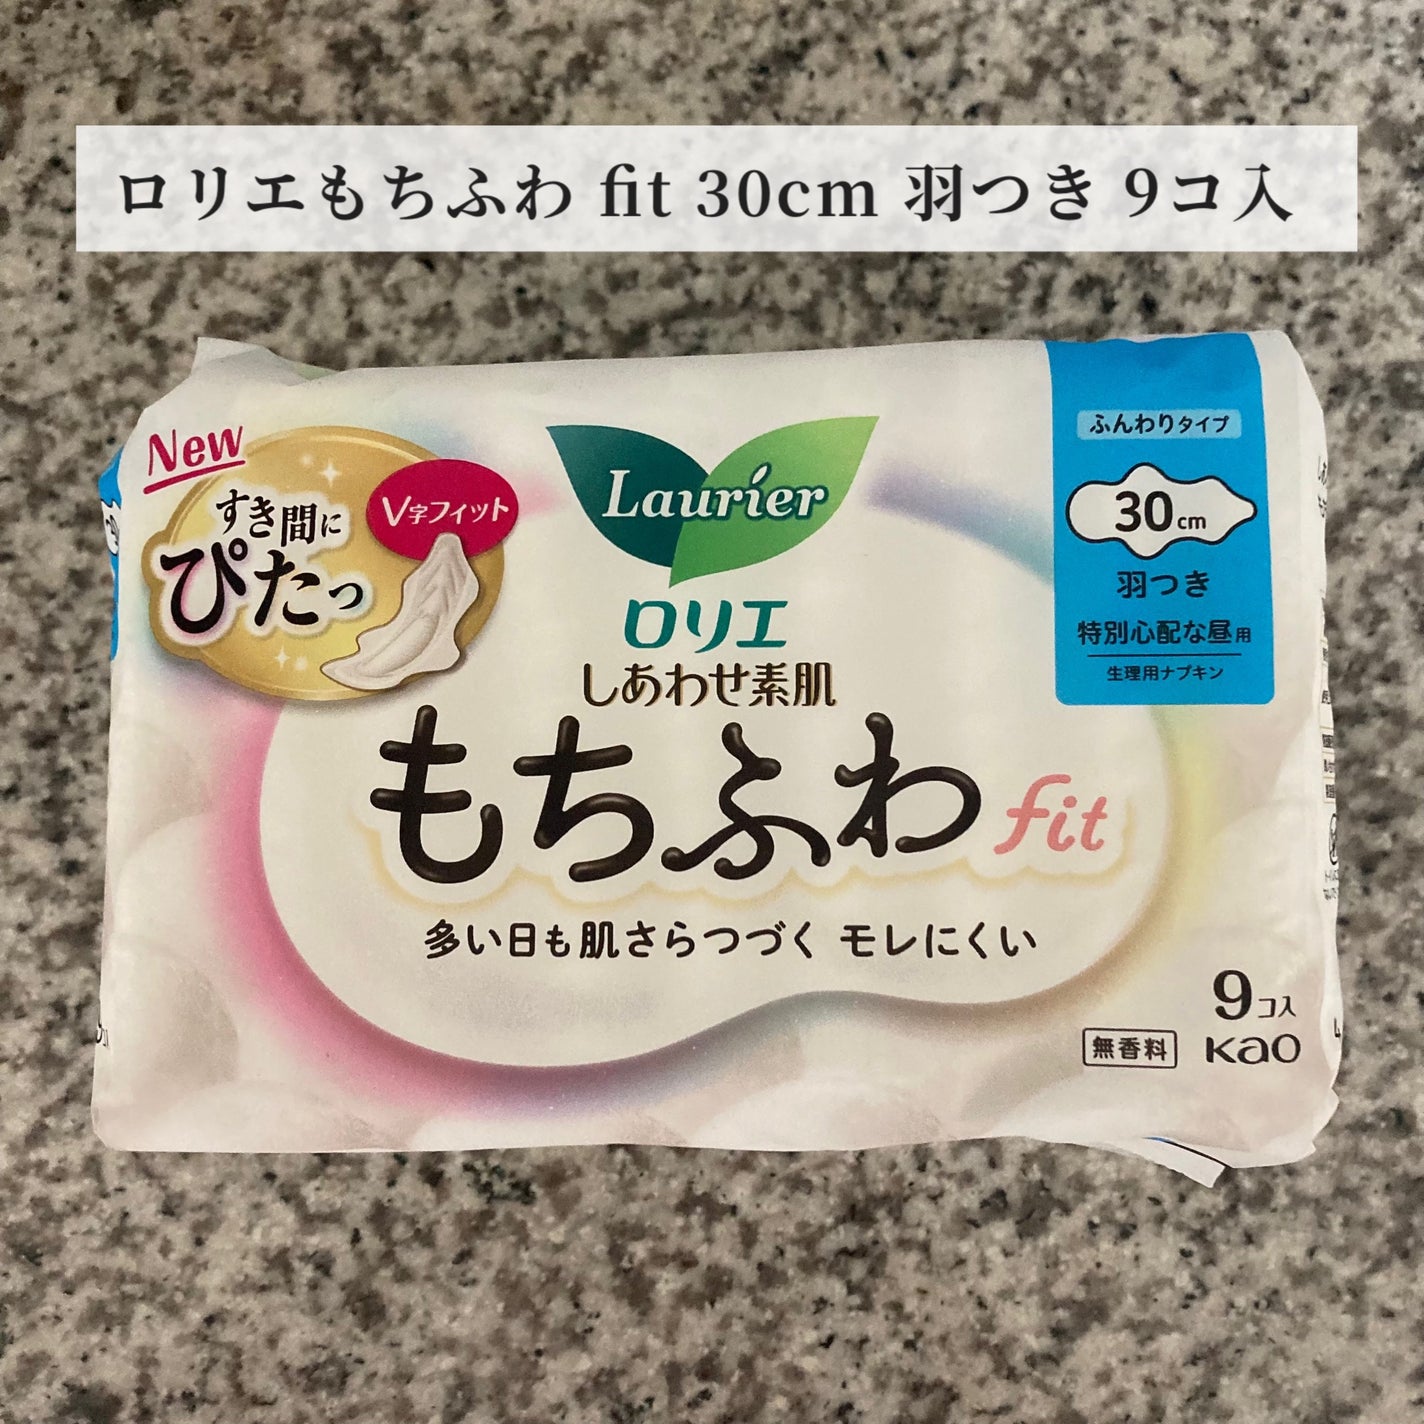 ロリエもちふわ fit 30cm 羽つき 9コ入
New
すき間に
ぴたっ
V字フィット
Laurier
ロリエ
しあわせ素肌
もちふわ fit
多い日も肌さらつづく モレにくい
ふんわりタイプ
30cm
羽つき
特別心配な昼用
生理用ナプキン
9コ入
無香料
Kao